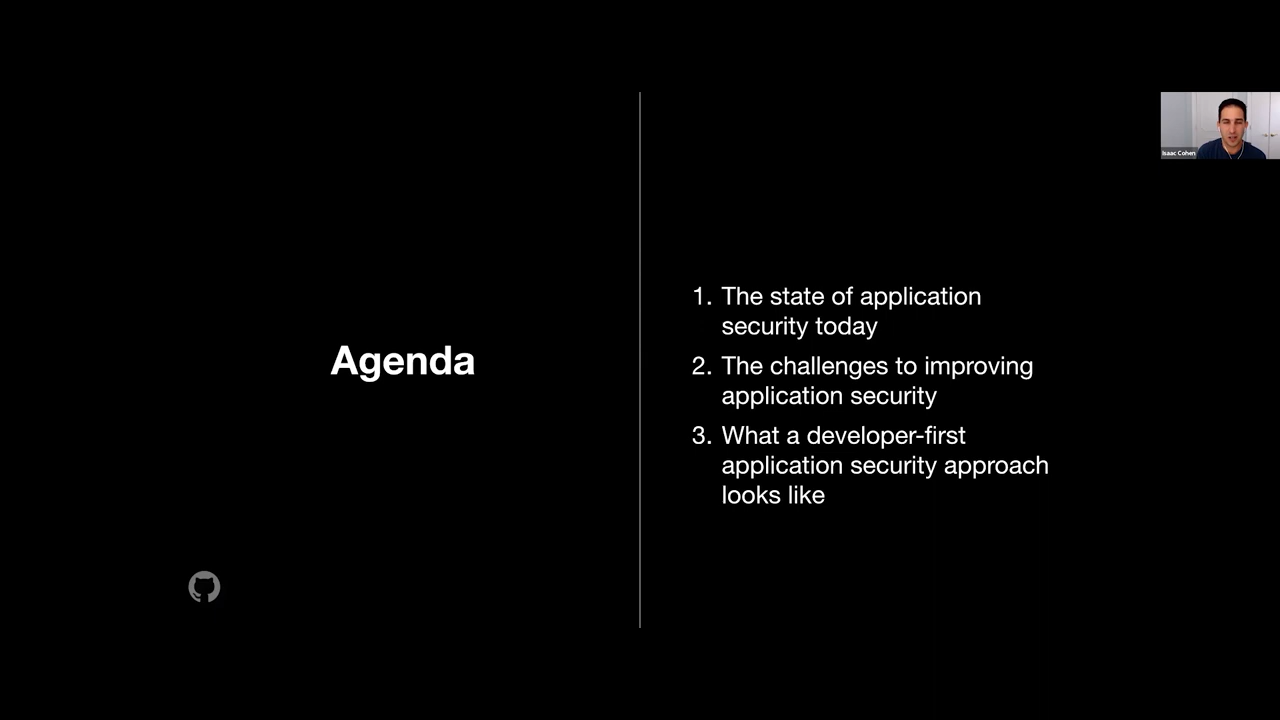 Agenda
1. The state of application
security today
2. The challenges to improving
application security
3. What a developer-first
application security approach
looks like
Isaac Cohen